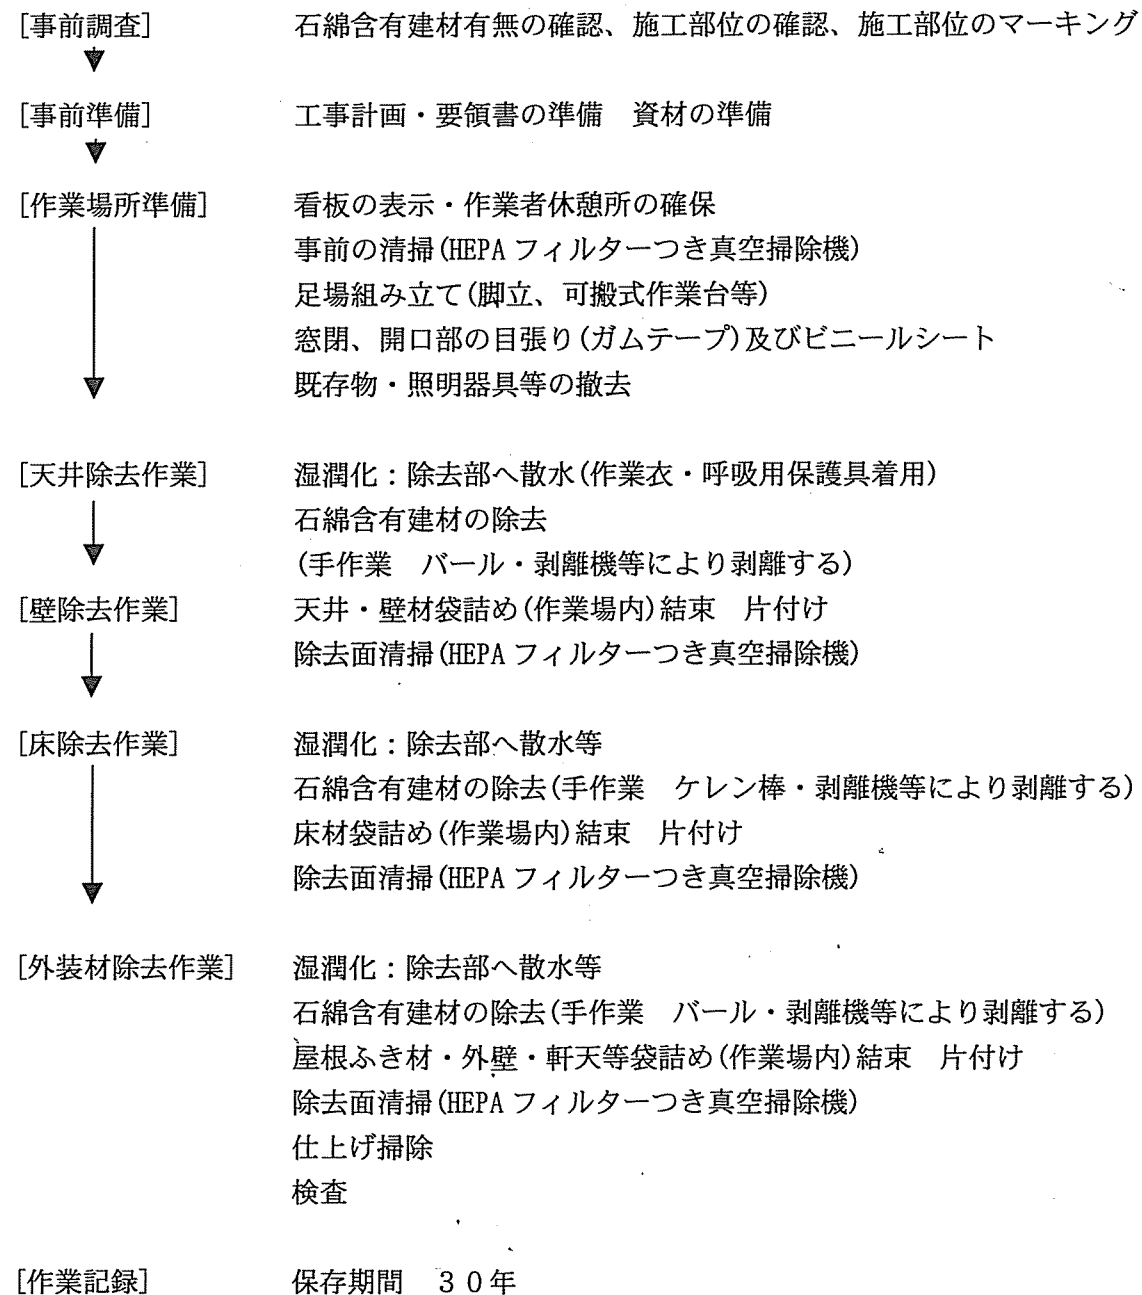 [事前調査] 石綿含有建材有無の確認、施工部位の確認、施工部位のマーキング
[事前準備] 工事計画・要領書の準備 資材の準備
[作業場所準備] 看板の表示・作業者休憩所の確保
事前の清掃(HEPAフィルターつき真空掃除機)
足場組み立て(脚立、可搬式作業台等)
窓閉、開口部の目張り(ガムテープ)及びビニールシート
既存物・照明器具等の撤去
[天井除去作業] 湿潤化：除去部へ散水(作業衣・呼吸用保護具着用)
石綿含有建材の除去
(手作業 バール・剥離機等により剥離する)
[壁除去作業] 天井・壁材袋詰め(作業場内)結束 片付け
除去面清掃(HEPAフィルターつき真空掃除機)
[床除去作業] 湿潤化：除去部へ散水等
石綿含有建材の除去(手作業 ケレン棒・剥離機等により剥離する)
床材袋詰め(作業場内)結束 片付け
除去面清掃(HEPAフィルターつき真空掃除機)
[外装材除去作業] 湿潤化：除去部へ散水等
石綿含有建材の除去(手作業 バール・剥離機等により剥離する)
屋根ふき材・外壁・軒天等袋詰め(作業場内)結束 片付け
除去面清掃(HEPAフィルターつき真空掃除機)
仕上げ掃除
検査
[作業記録] 保存期間 ３０年